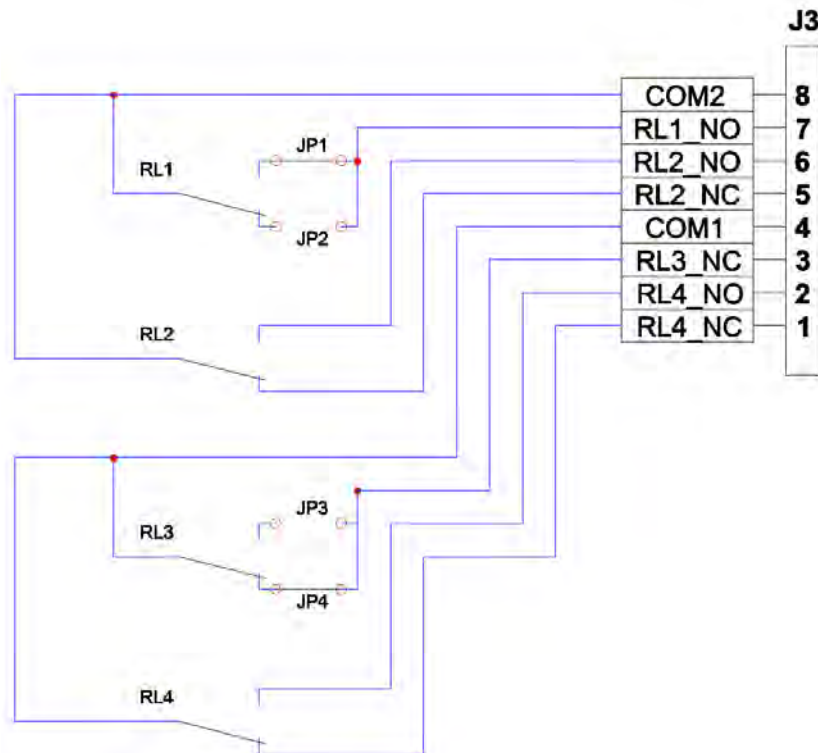 J3
COM2 8
RL1_NO 7
JP1
RL2_NO 6
RL1
RL2_NC 5
COM1 4
JP2
RL3_NC 3
RL4_NO 2
RL2
RL4_NC 1
JP3
RL3
JP4
RL4